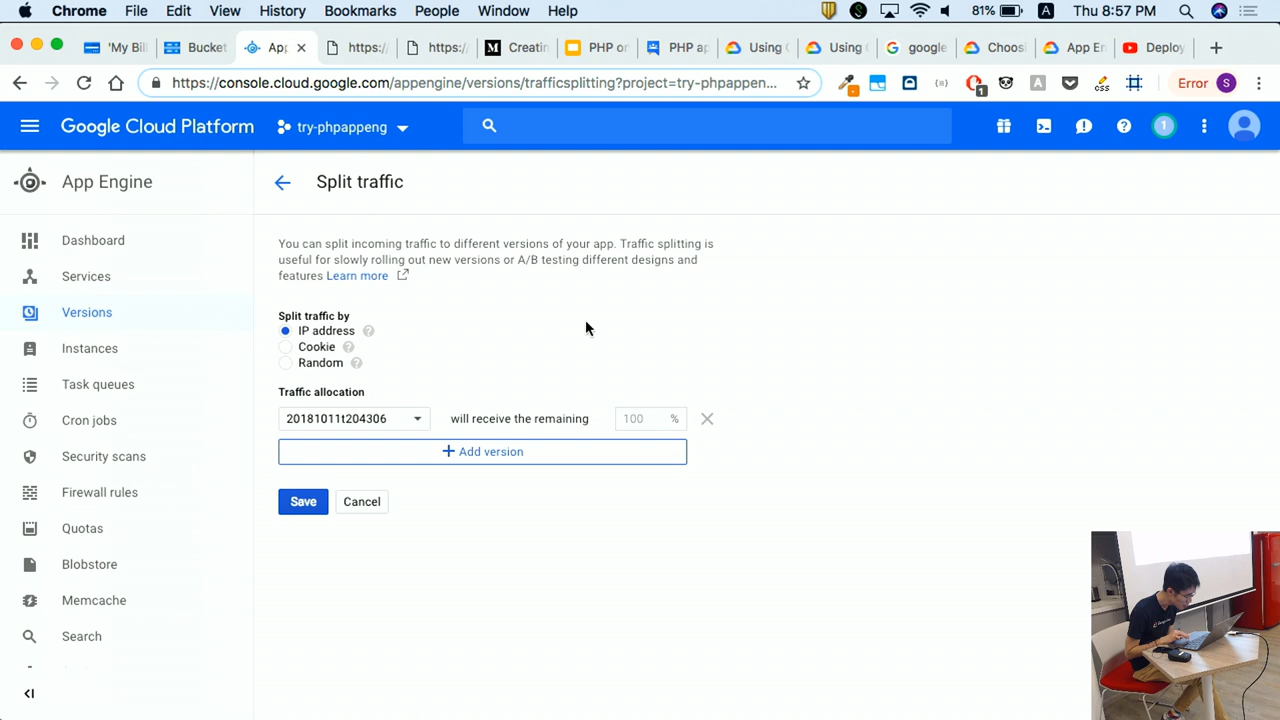 Chrome File Edit View History Bookmarks People Window Help 81% A Thu 8:57 PM
'My Bil Bucket App https: https: Creatin PHP on PHP ap Using Using google Choos App En Deploy
https://console.cloud.google.com/appengine/versions/trafficsplitting?project=try-phpappen... 1 A css Error S
Google Cloud Platform try-phpappeng 1
App Engine
Split traffic
Dashboard
Services
Versions
Instances
Task queues
Cron jobs
Security scans
Firewall rules
Quotas
Blobstore
Memcache
Search
You can split incoming traffic to different versions of your app. Traffic splitting is
useful for slowly rolling out new versions or A/B testing different designs and
features Learn more
Split traffic by
IP address
Cookie
Random
Traffic allocation
20181011t204306 will receive the remaining 100 %
+ Add version
Save Cancel